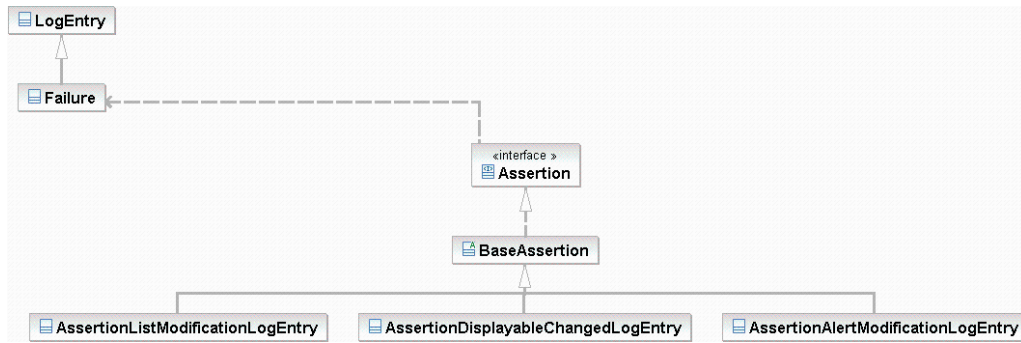 LogEntry
Failure
«interface »
Assertion
BaseAssertion
AssertionListModificationLogEntry
AssertionDisplayableChangedLogEntry
AssertionAlertModificationLogEntry